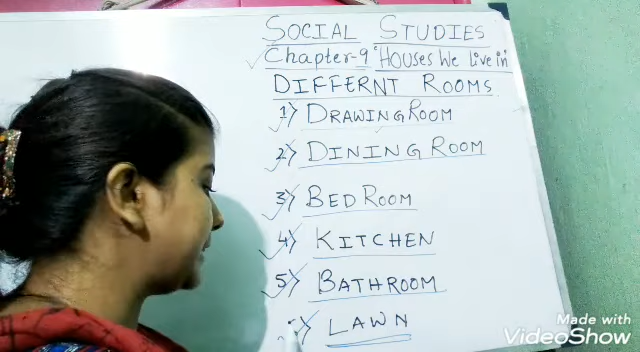 SOCIAL STUDIES
Chapter-9 "Houses We Live in"
DIFFERNT ROOMS
1) DRAWING ROOM
2) DINING ROOM
3) BED ROOM
4) KITCHEN
5) BATHROOM
LAWN
Made with
VideoShow